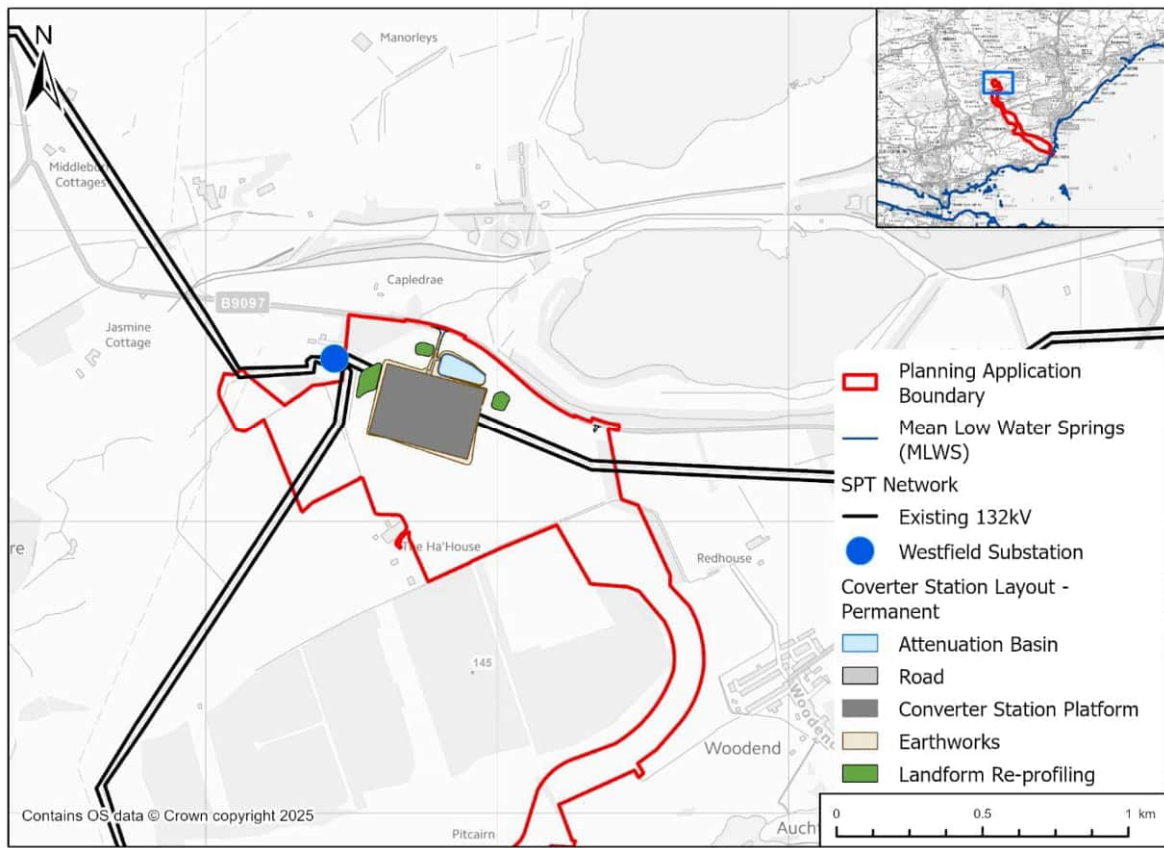 N
Manorleys
Middlebur
Cottages
B9097
Capledrae
Jasmine
Cottage
re
The Ha'House
Redhouse
145
Woodend
Woodend
Pitcairn
Auch
Contains OS data © Crown copyright 2025
Planning Application
Boundary
Mean Low Water Springs
(MLWS)
SPT Network
Existing 132kV
Westfield Substation
Coverter Station Layout -
Permanent
Attenuation Basin
Road
Converter Station Platform
Earthworks
Landform Re-profiling
0 0.5 1 km